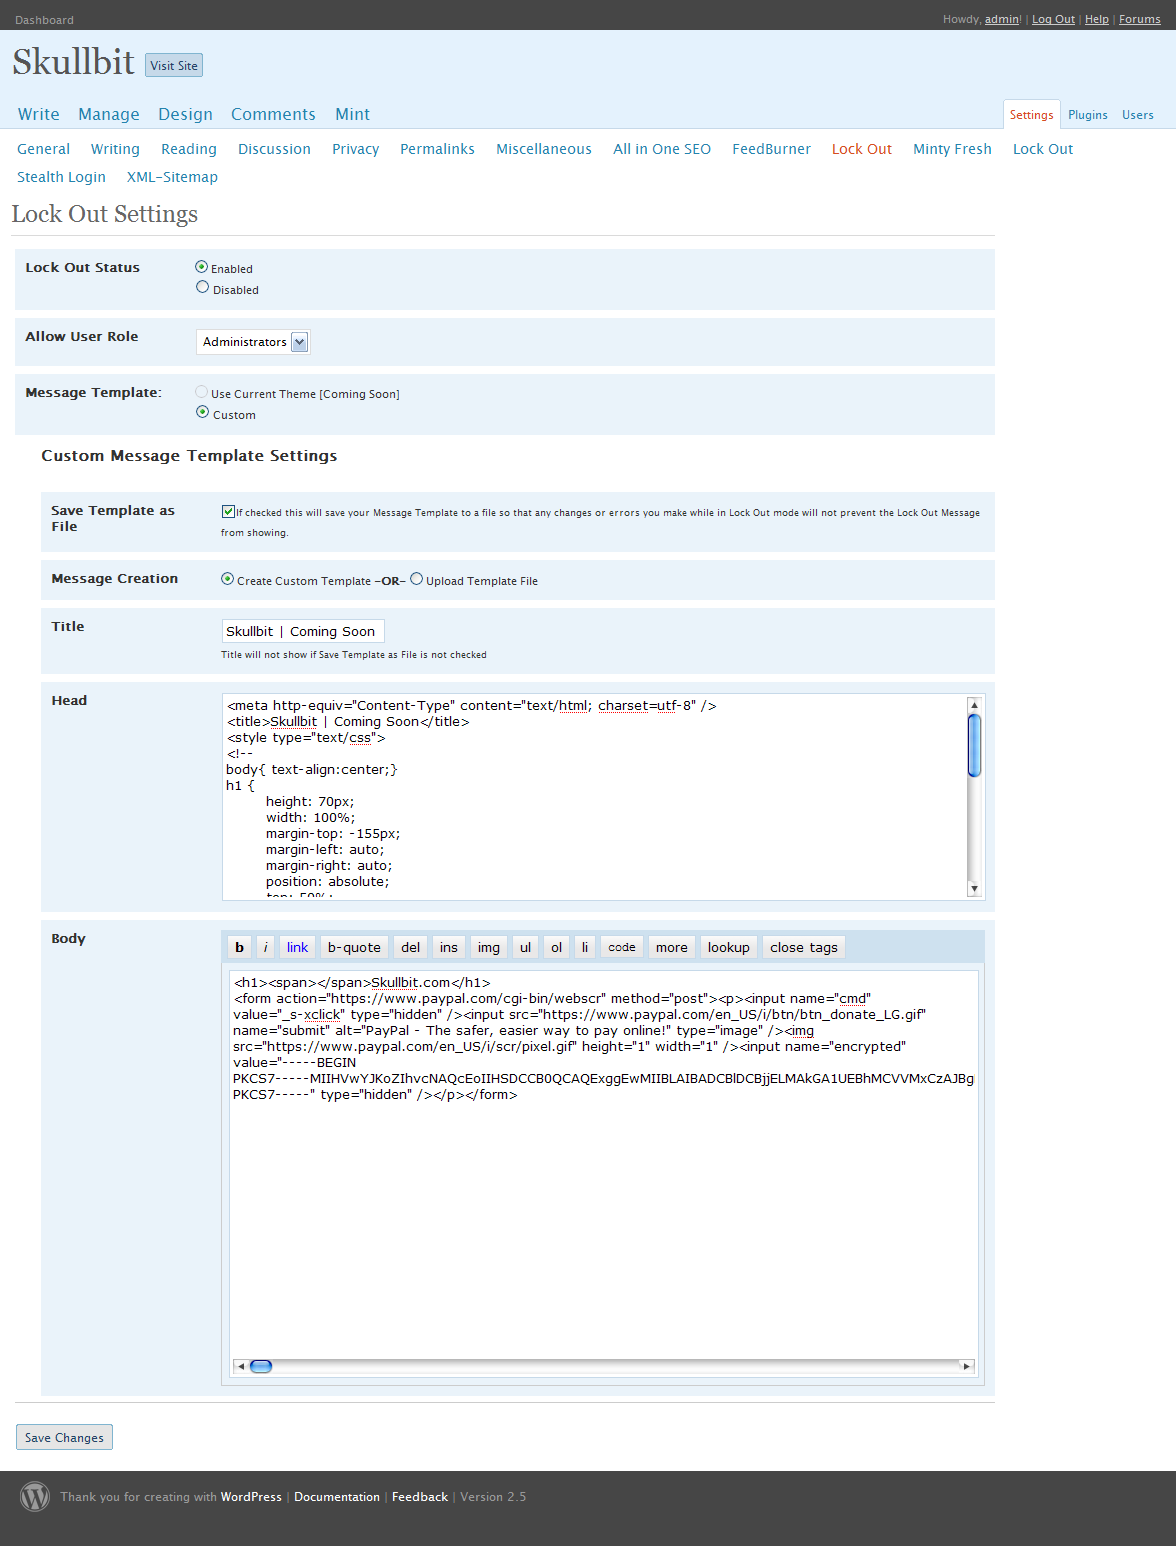 Dashboard
Howdy, admin! | Log Out | Help | Forums
Skullbit Visit Site
Write Manage Design Comments Mint
Settings Plugins Users
General Writing Reading Discussion Privacy Permalinks Miscellaneous All in One SEO FeedBurner Lock Out Minty Fresh Lock Out
Stealth Login XML-Sitemap
Lock Out Settings
Lock Out Status
Enabled
Disabled
Allow User Role
Administrators
Message Template:
Use Current Theme [Coming Soon]
Custom
Custom Message Template Settings
Save Template as
File
If checked this will save your Message Template to a file so that any changes or errors you make while in Lock Out mode will not prevent the Lock Out Message
from showing.
Message Creation
Create Custom Template -OR- Upload Template File
Title
Skullbit | Coming Soon
Title will not show if Save Template as File is not checked
Head
<meta http-equiv="Content-Type" content="text/html; charset=utf-8" />
<title>Skullbit | Coming Soon</title>
<style type="text/css">
<!--
body{ text-align:center;}
h1 {
height: 70px;
width: 100%;
margin-top: -155px;
margin-left: auto;
margin-right: auto;
position: absolute;
top: 50%;
Body
b i link b-quote del ins img ul ol li code more lookup close tags
<h1><span></span>Skullbit.com</h1>
<form action="https://www.paypal.com/cgi-bin/webscr" method="post"><p><input name="cmd"
value="_s-xclick" type="hidden" /><input src="https://www.paypal.com/en_US/i/btn/btn_donate_LG.gif"
name="submit" alt="PayPal - The safer, easier way to pay online!" type="image" /><img
src="https://www.paypal.com/en_US/i/scr/pixel.gif" height="1" width="1" /><input name="encrypted"
value="-----BEGIN
PKCS7-----MIIHVwYJKoZIhvcNAQcEoIIHSDCCB0QCAQExggEwMIIBLAIBADCBlDCBjjELMAkGA1UEBhMCVVMxCzAJBg
PKCS7-----" type="hidden" /></p></form>
Save Changes
Thank you for creating with WordPress | Documentation | Feedback | Version 2.5